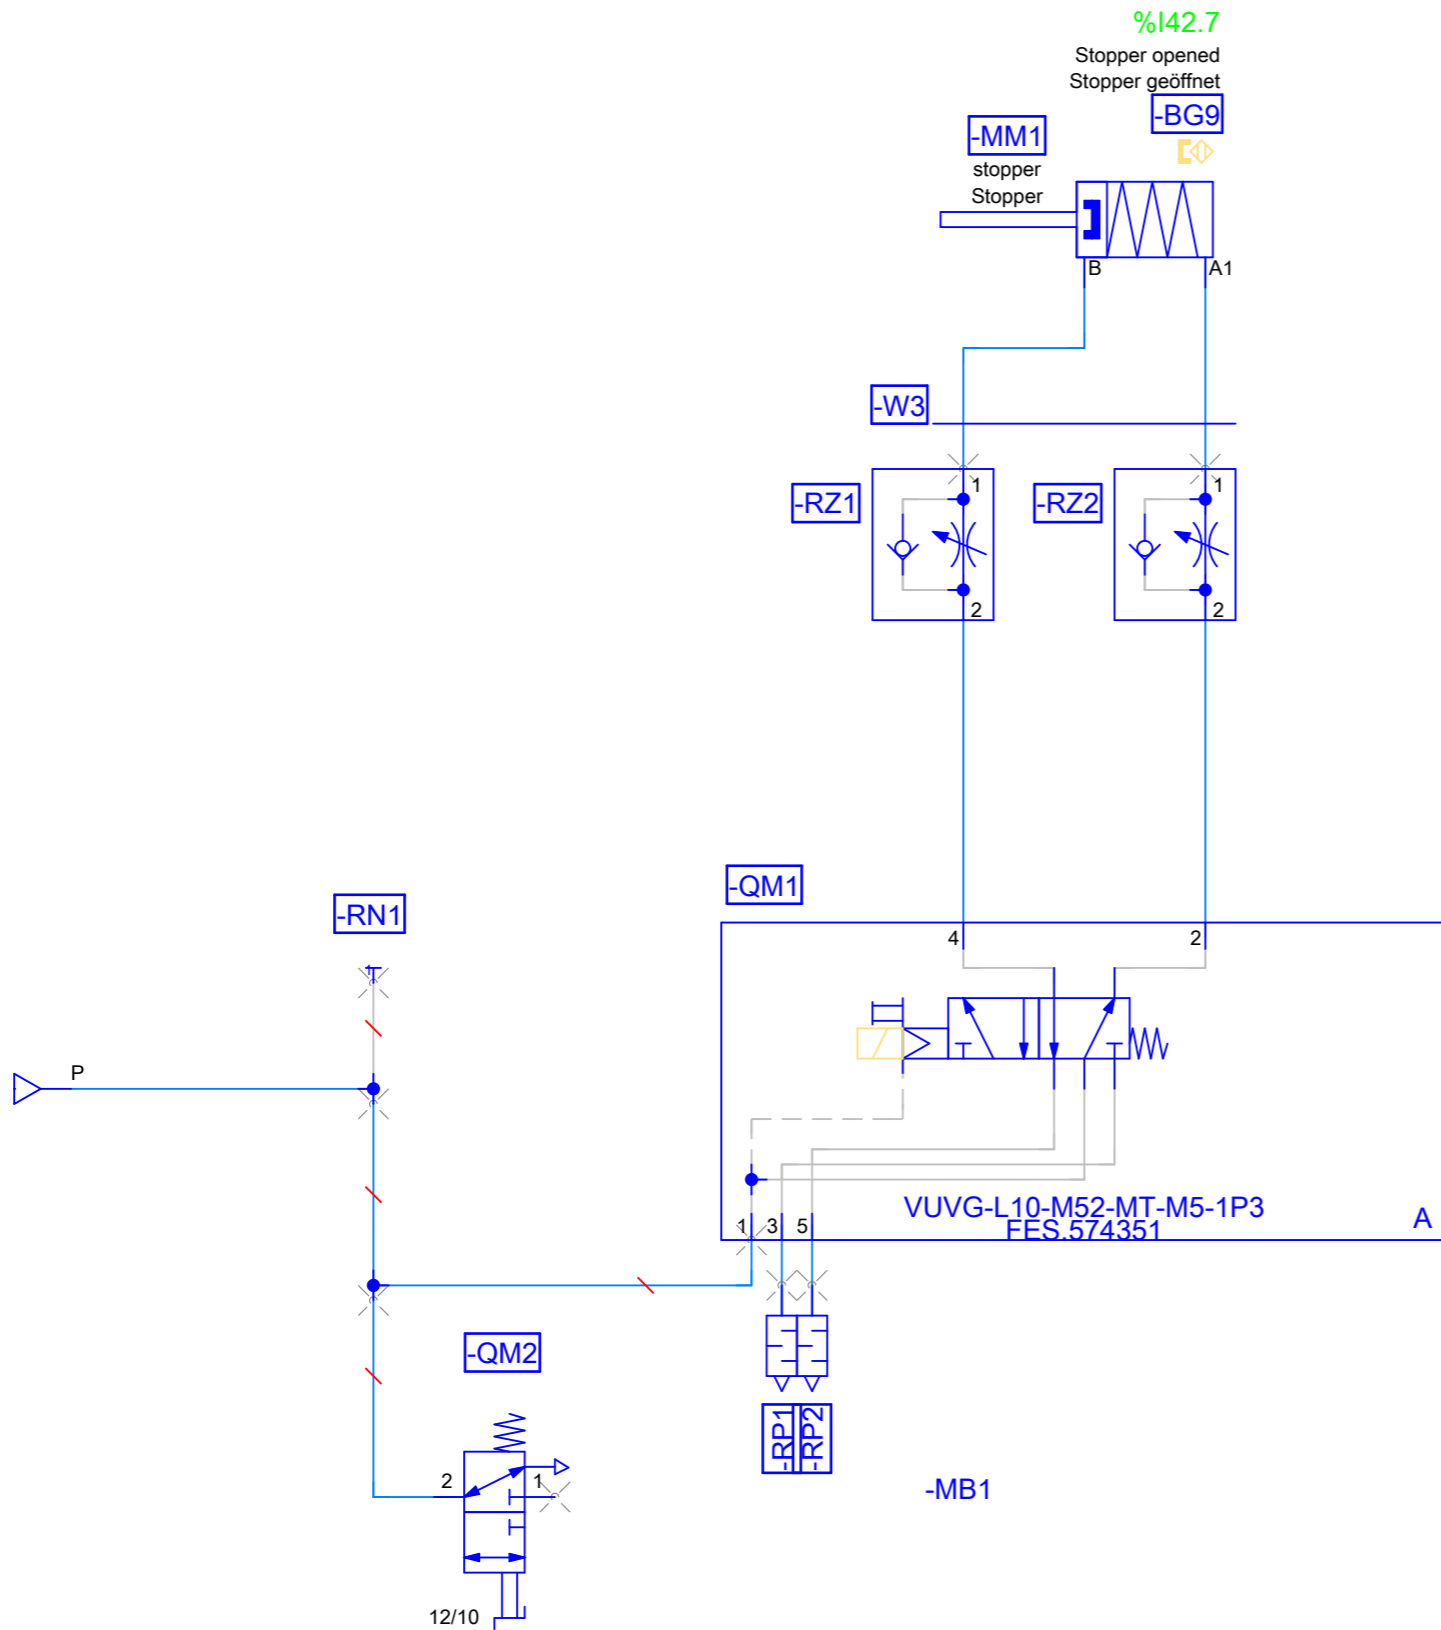 %I42.7
Stopper opened
Stopper geöffnet
-BG9
-MM1
stopper
Stopper
B
A1
-W3
-RZ1
1
2
-RZ2
1
2
-QM1
4
2
-RN1
1
P
VUVG-L10-M52-MT-M5-1P3
FES.574351
A
1
3
5
-QM2
2
1
12/10
-RP1
-RP2
-MB1